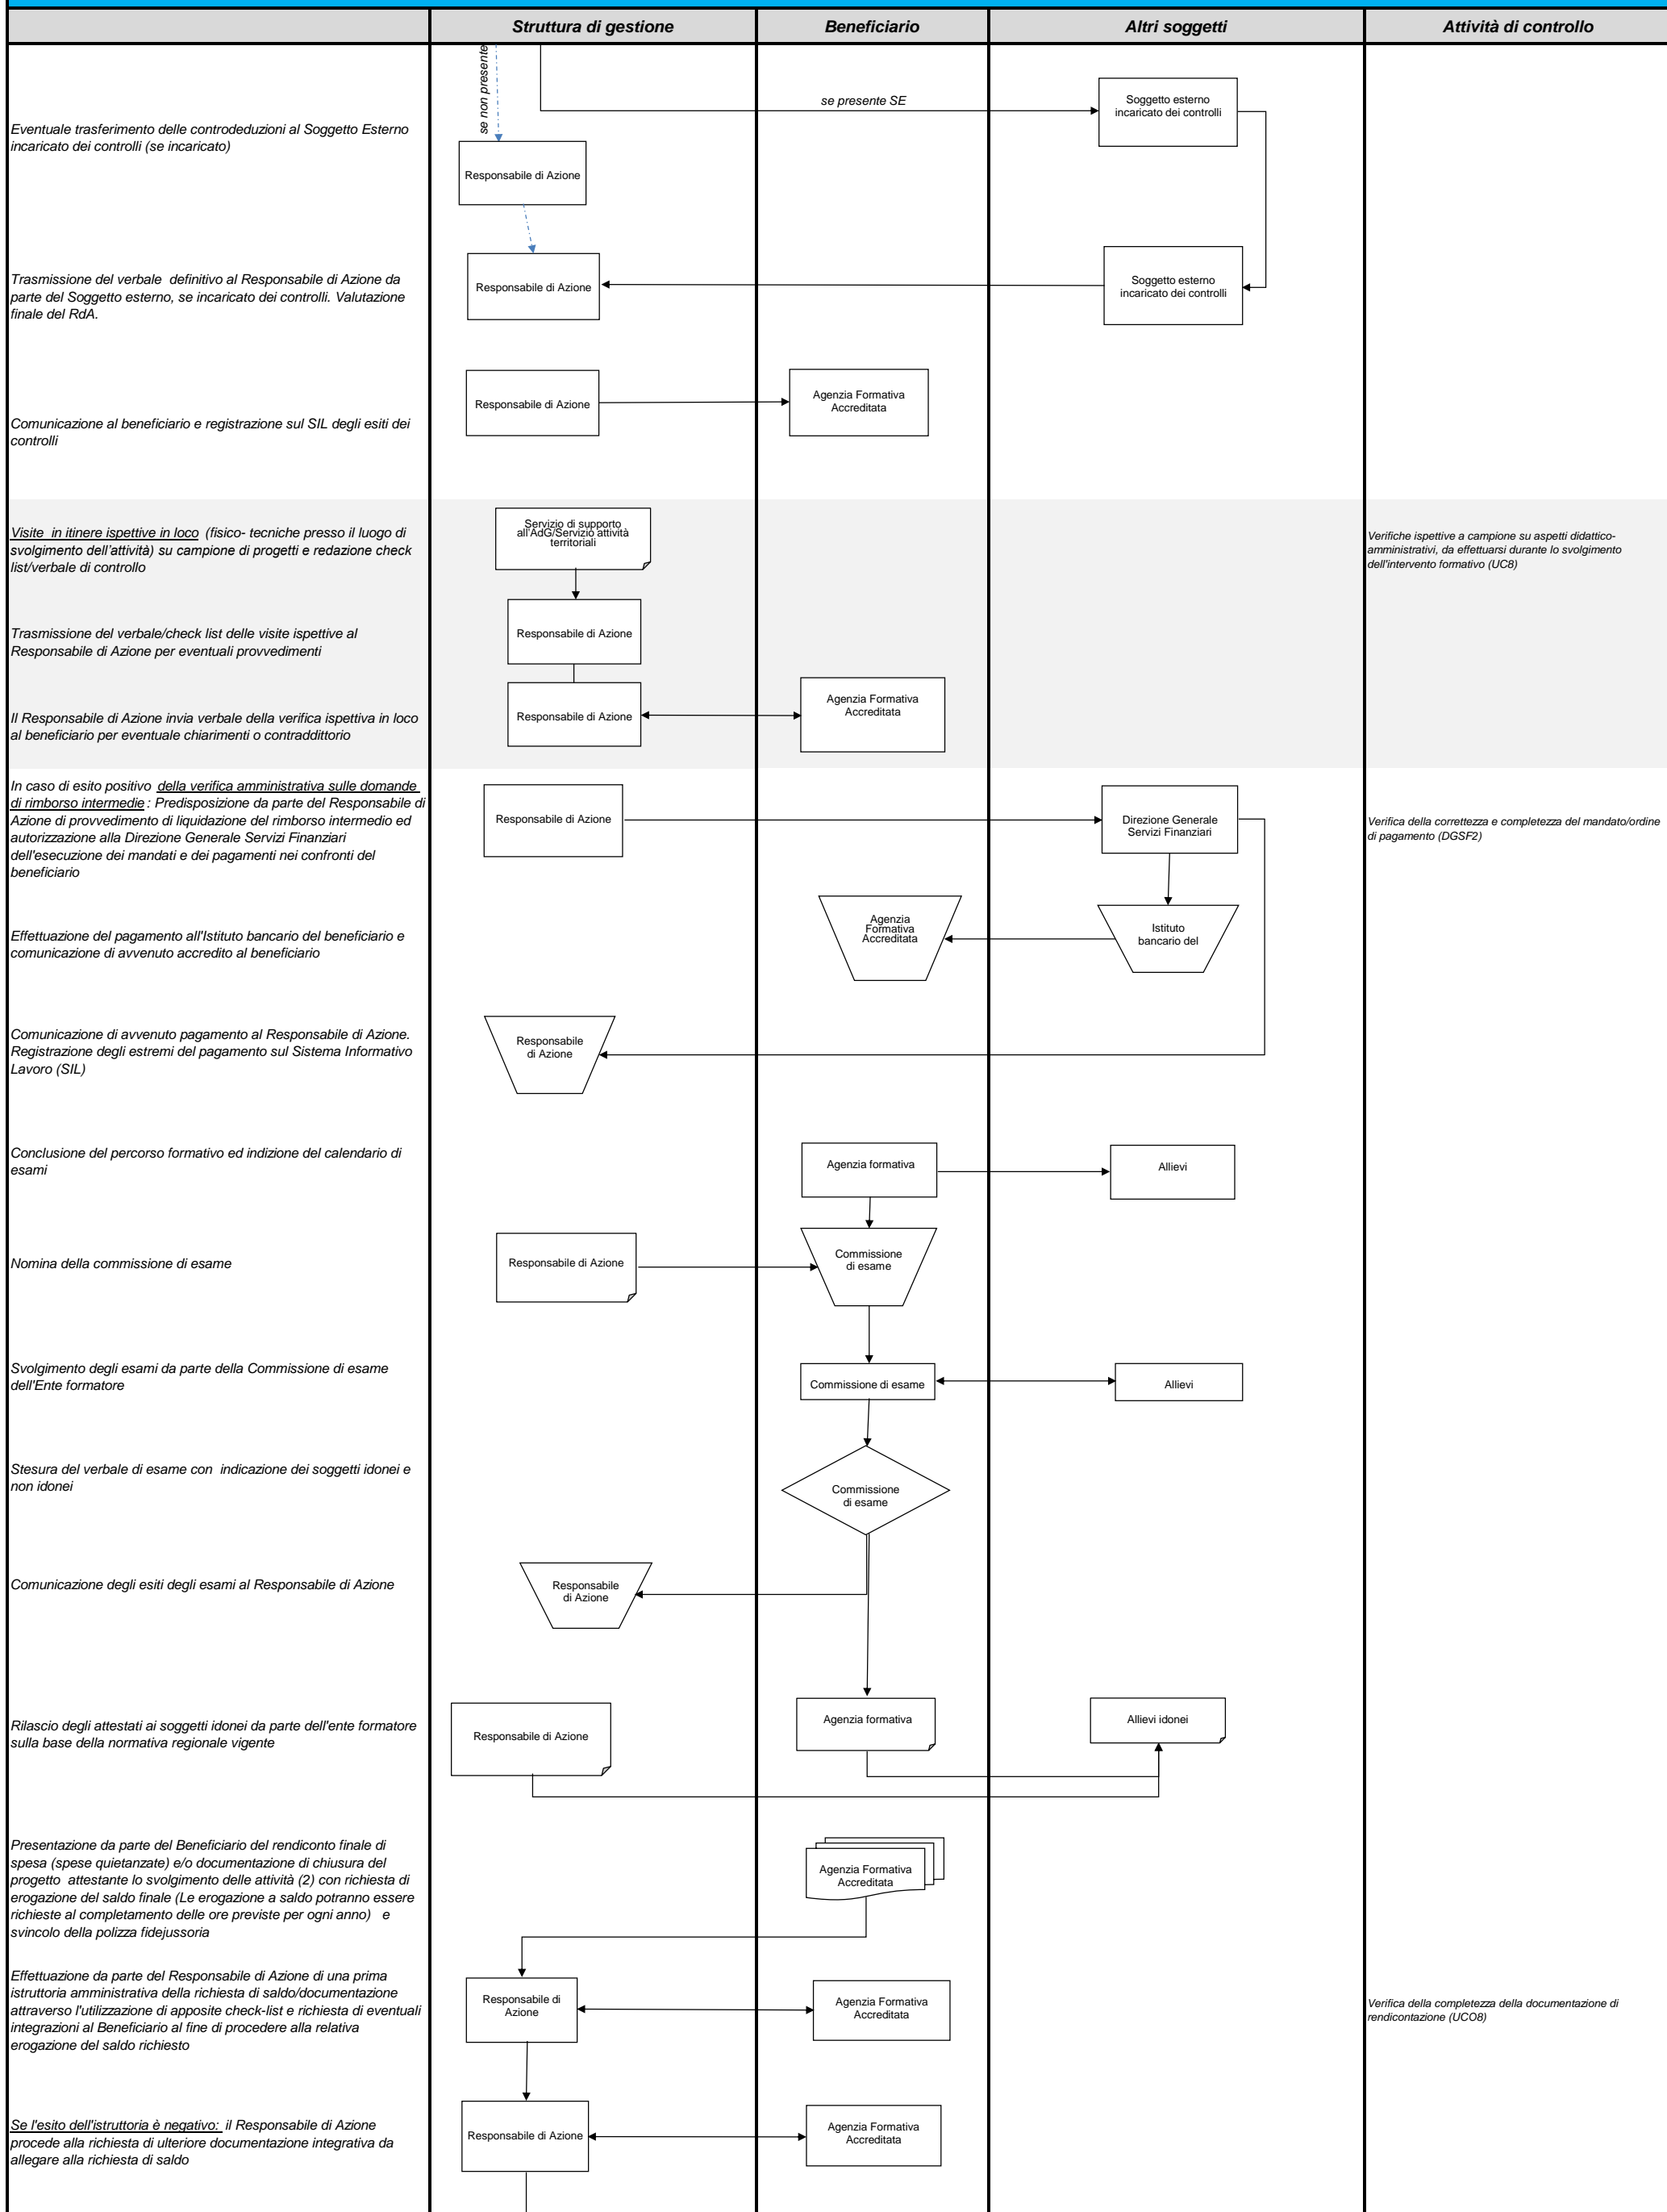 Struttura di gestione
Beneficiario
Altri soggetti
Attività di controllo
se non presente
se presente SE
Soggetto esterno
incaricato dei controlli
Eventuale trasferimento delle controdeduzioni al Soggetto Esterno
incaricato dei controlli (se incaricato)
Responsabile di Azione
Trasmissione del verbale  definitivo al Responsabile di Azione da
parte del Soggetto esterno, se incaricato dei controlli. Valutazione
finale del RdA.
Responsabile di Azione
Soggetto esterno
incaricato dei controlli
Comunicazione al beneficiario e registrazione sul SIL degli esiti dei
controlli
Responsabile di Azione
Agenzia Formativa
Accreditata
Visite  in itinere ispettive in loco  (fisico- tecniche presso il luogo di
svolgimento dell'attività) su campione di progetti e redazione check
list/verbale di controllo
Servizio di supporto
all'AdG/Servizio attività
territoriali
Verifiche ispettive a campione su aspetti didattico-
amministrativi, da effettuarsi durante lo svolgimento
dell'intervento formativo (UC8)
Trasmissione del verbale/check list delle visite ispettive al
Responsabile di Azione per eventuali provvedimenti
Responsabile di Azione
Il Responsabile di Azione invia verbale della verifica ispettiva in loco
al beneficiario per eventuale chiarimenti o contraddittorio
Responsabile di Azione
Agenzia Formativa
Accreditata
In caso di esito positivo  della verifica amministrativa sulle domande
di rimborso intermedie : Predisposizione da parte del Responsabile di
Azione di provvedimento di liquidazione del rimborso intermedio ed
autorizzazione alla Direzione Generale Servizi Finanziari
dell'esecuzione dei mandati e dei pagamenti nei confronti del
beneficiario
Responsabile di Azione
Direzione Generale
Servizi Finanziari
Verifica della correttezza e completezza del mandato/ordine
di pagamento (DGSF2)
Effettuazione del pagamento all'Istituto bancario del beneficiario e
comunicazione di avvenuto accredito al beneficiario
Agenzia
Formativa
Accreditata
Istituto
bancario del
Comunicazione di avvenuto pagamento al Responsabile di Azione.
Registrazione degli estremi del pagamento sul Sistema Informativo
Lavoro (SIL)
Responsabile
di Azione
Conclusione del percorso formativo ed indizione del calendario di
esami
Agenzia formativa
Allievi
Nomina della commissione di esame
Responsabile di Azione
Commissione
di esame
Svolgimento degli esami da parte della Commissione di esame
dell'Ente formatore
Commissione di esame
Allievi
Stesura del verbale di esame con  indicazione dei soggetti idonei e
non idonei
Commissione
di esame
Comunicazione degli esiti degli esami al Responsabile di Azione
Responsabile
di Azione
Rilascio degli attestati ai soggetti idonei da parte dell'ente formatore
sulla base della normativa regionale vigente
Responsabile di Azione
Agenzia formativa
Allievi idonei
Presentazione da parte del Beneficiario del rendiconto finale di
spesa (spese quietanzate) e/o documentazione di chiusura del
progetto  attestante lo svolgimento delle attività (2) con richiesta di
erogazione del saldo finale (Le erogazione a saldo potranno essere
richieste al completamento delle ore previste per ogni anno)   e
svincolo della polizza fidejussoria
Agenzia Formativa
Accreditata
Effettuazione da parte del Responsabile di Azione di una prima
istruttoria amministrativa della richiesta di saldo/documentazione
attraverso l'utilizzazione di apposite check-list e richiesta di eventuali
integrazioni al Beneficiario al fine di procedere alla relativa
erogazione del saldo richiesto
Responsabile di
Azione
Agenzia Formativa
Accreditata
Verifica della completezza della documentazione di
rendicontazione (UCO8)
Se l'esito dell'istruttoria è negativo:  il Responsabile di Azione
procede alla richiesta di ulteriore documentazione integrativa da
allegare alla richiesta di saldo
Responsabile di Azione
Agenzia Formativa
Accreditata